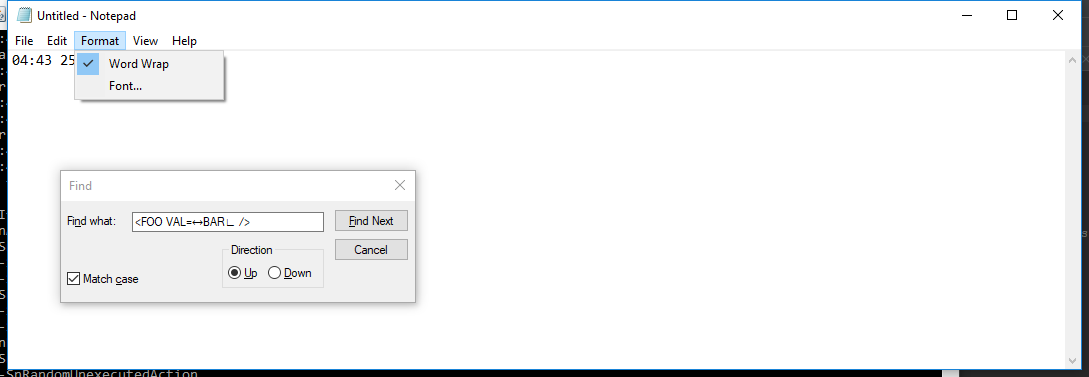 Untitled - Notepad
File Edit Format View Help
04:43 25
Word Wrap
Font...
Find
Find what: <FOO VAL=↔BAR∟ />
Find Next
Cancel
Direction
Up Down
Match case
-SnRandomUnexecutedAction